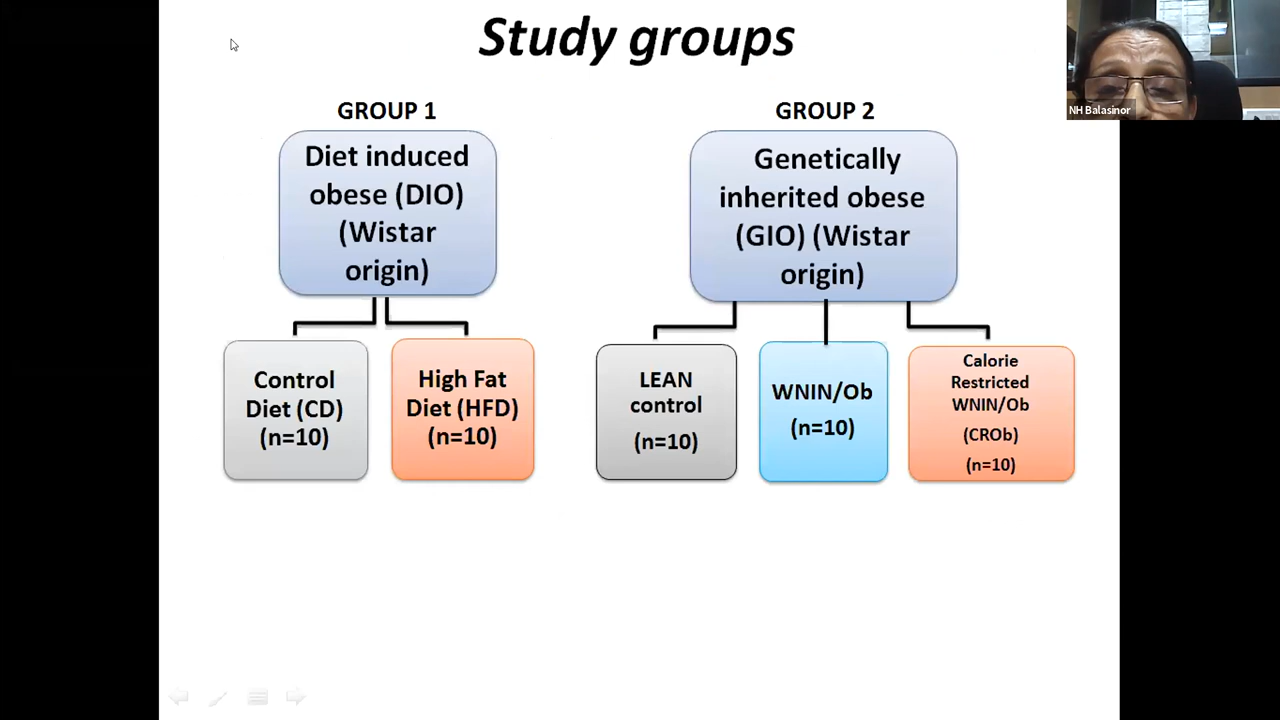 Study groups
NH Balasinor
GROUP 1
Diet induced
obese (DIO)
(Wistar
origin)
Control
Diet (CD)
(n=10)
High Fat
Diet (HFD)
(n=10)
GROUP 2
Genetically
inherited obese
(GIO) (Wistar
origin)
LEAN
control
(n=10)
WNIN/Ob
(n=10)
Calorie
Restricted
WNIN/Ob
(CROb)
(n=10)